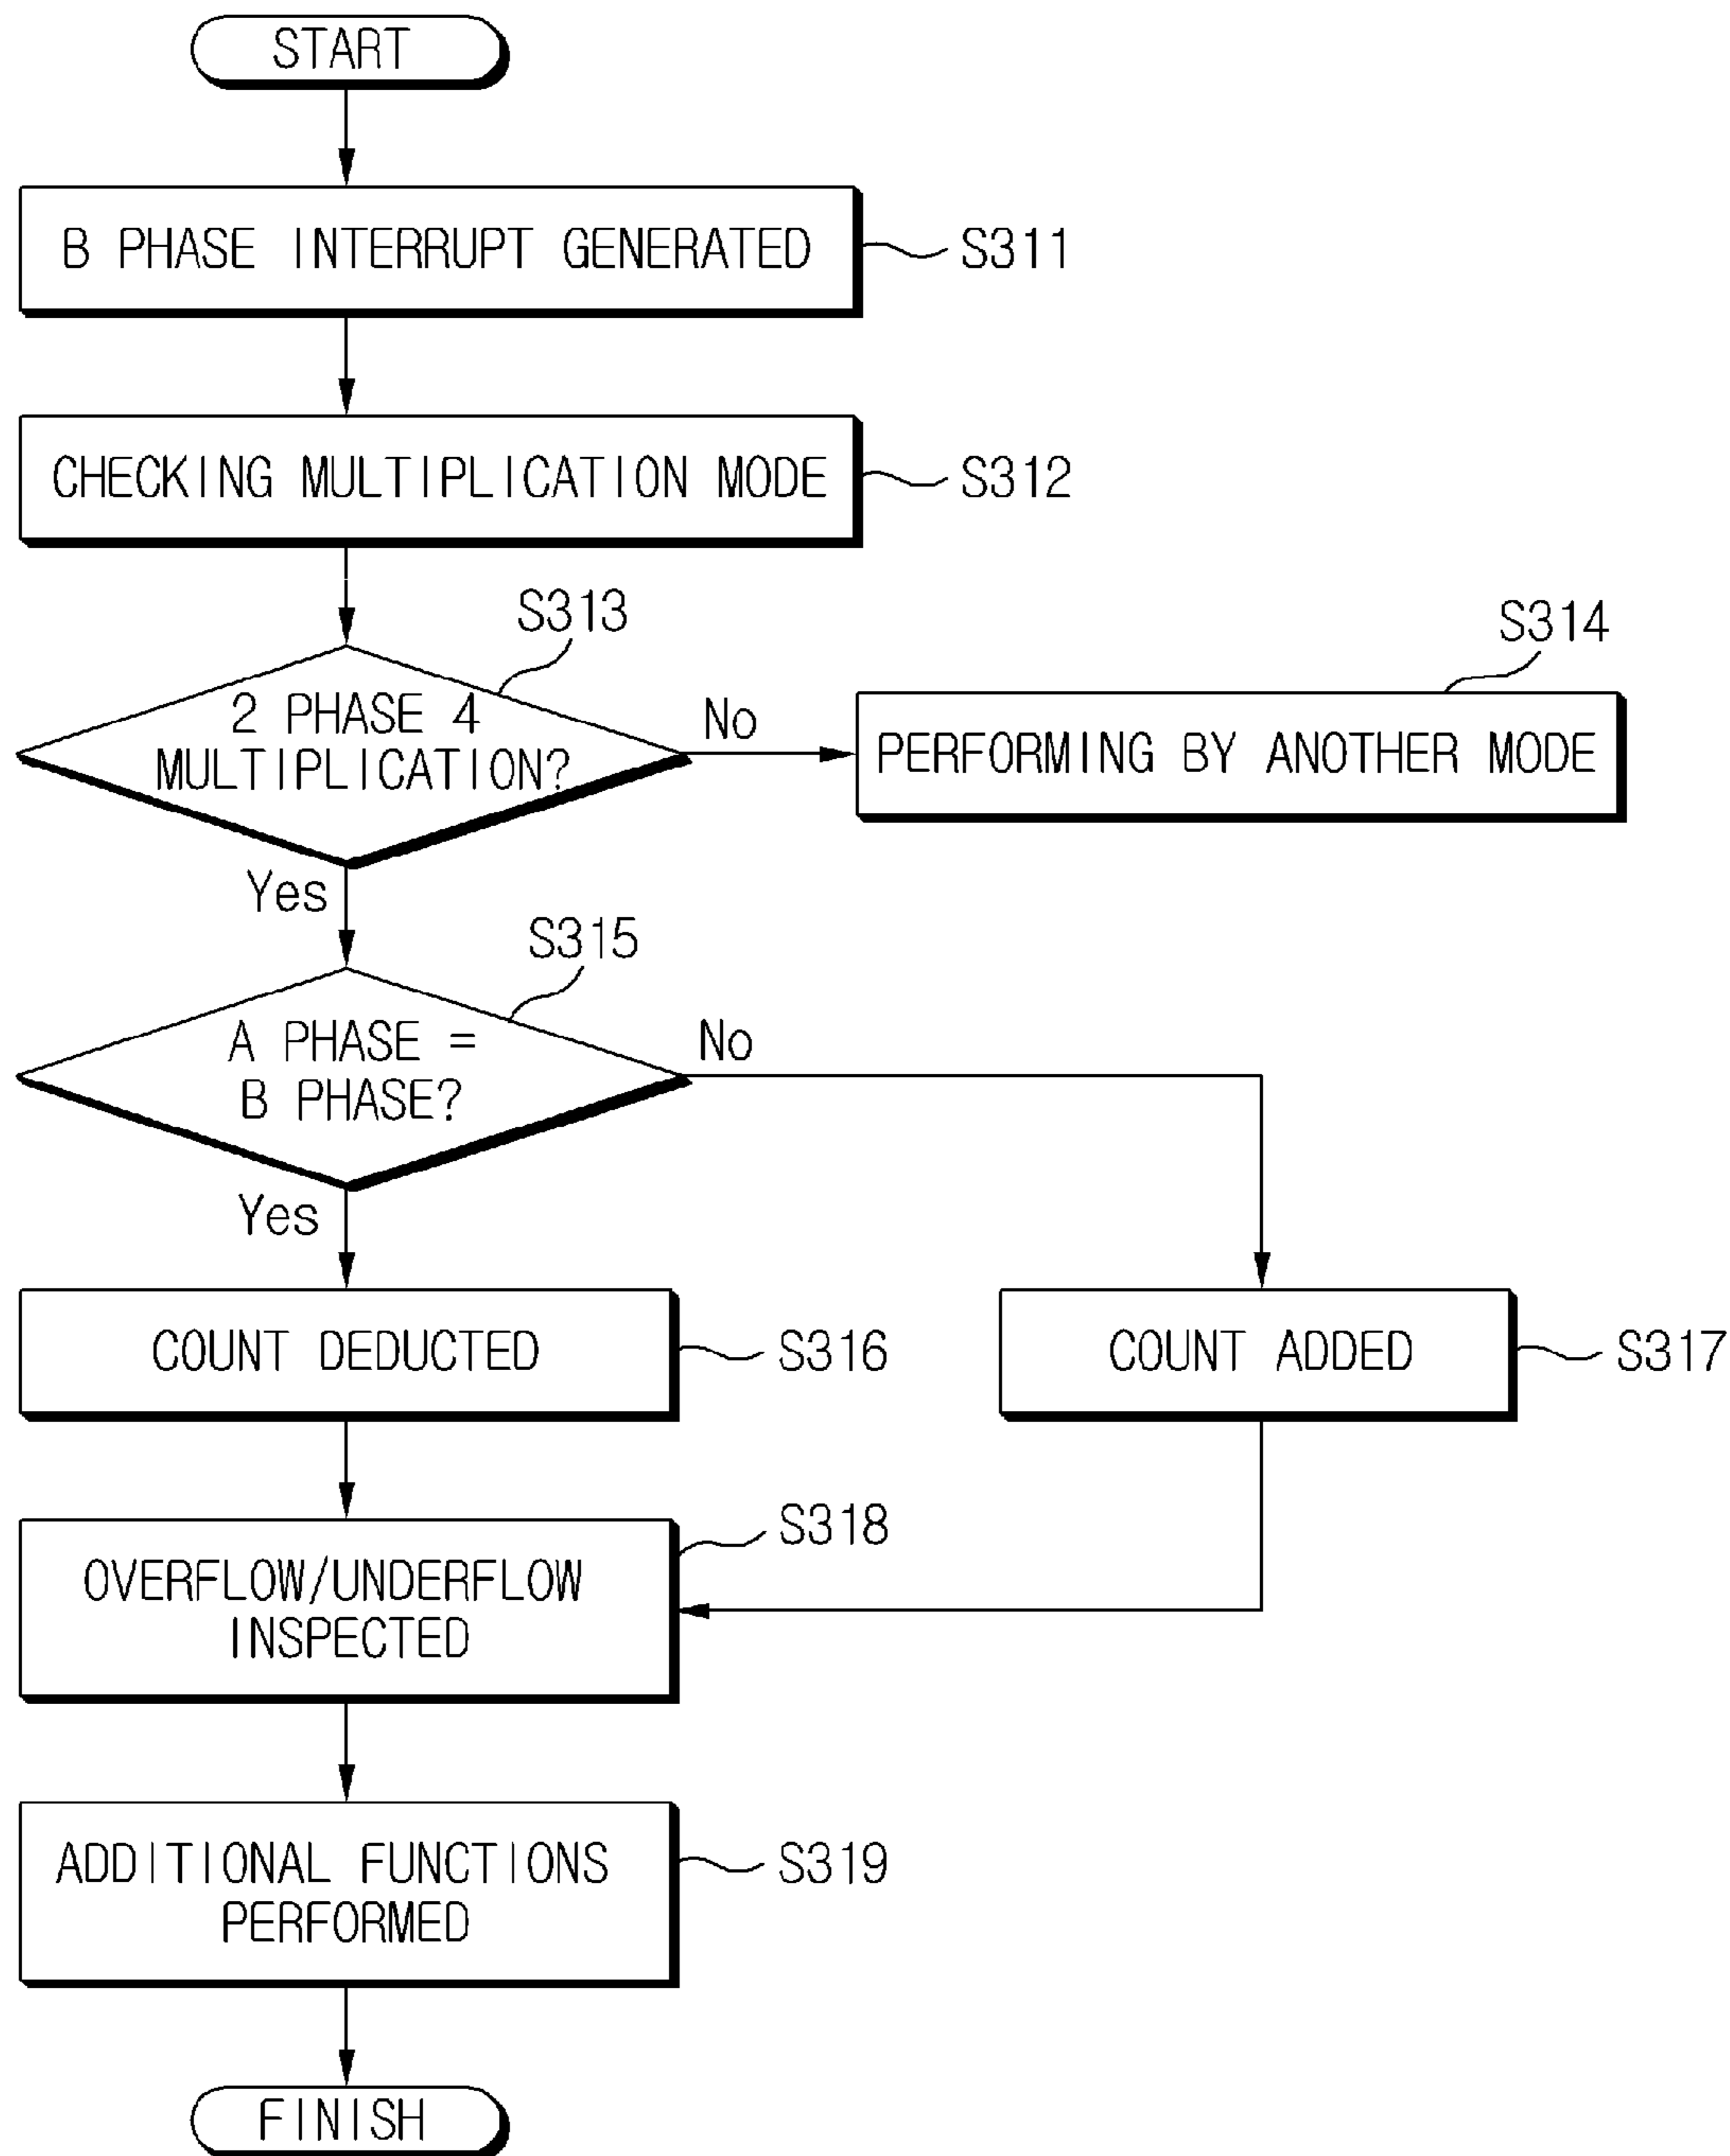 START
B PHASE INTERRUPT GENERATED
S311
CHECKING MULTIPLICATION MODE
S312
S313
2 PHASE 4
MULTIPLICATION?
No
S314
PERFORMING BY ANOTHER MODE
Yes
S315
A PHASE =
B PHASE?
No
Yes
COUNT DEDUCTED
S316
COUNT ADDED
S317
S318
OVERFLOW/UNDERFLOW
INSPECTED
ADDITIONAL FUNCTIONS
PERFORMED
S319
FINISH